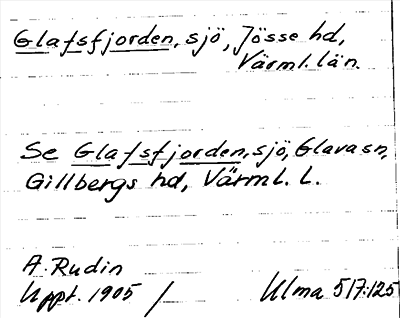 Glafsfjorden, sjö, Jösse hd,
Värml. län.
Se Glafsfjorden, sjö, Glava sn,
Gillbergs hd, Värml. L.
A. Rudin
Uppt. 1905 /
Ulma 517:125